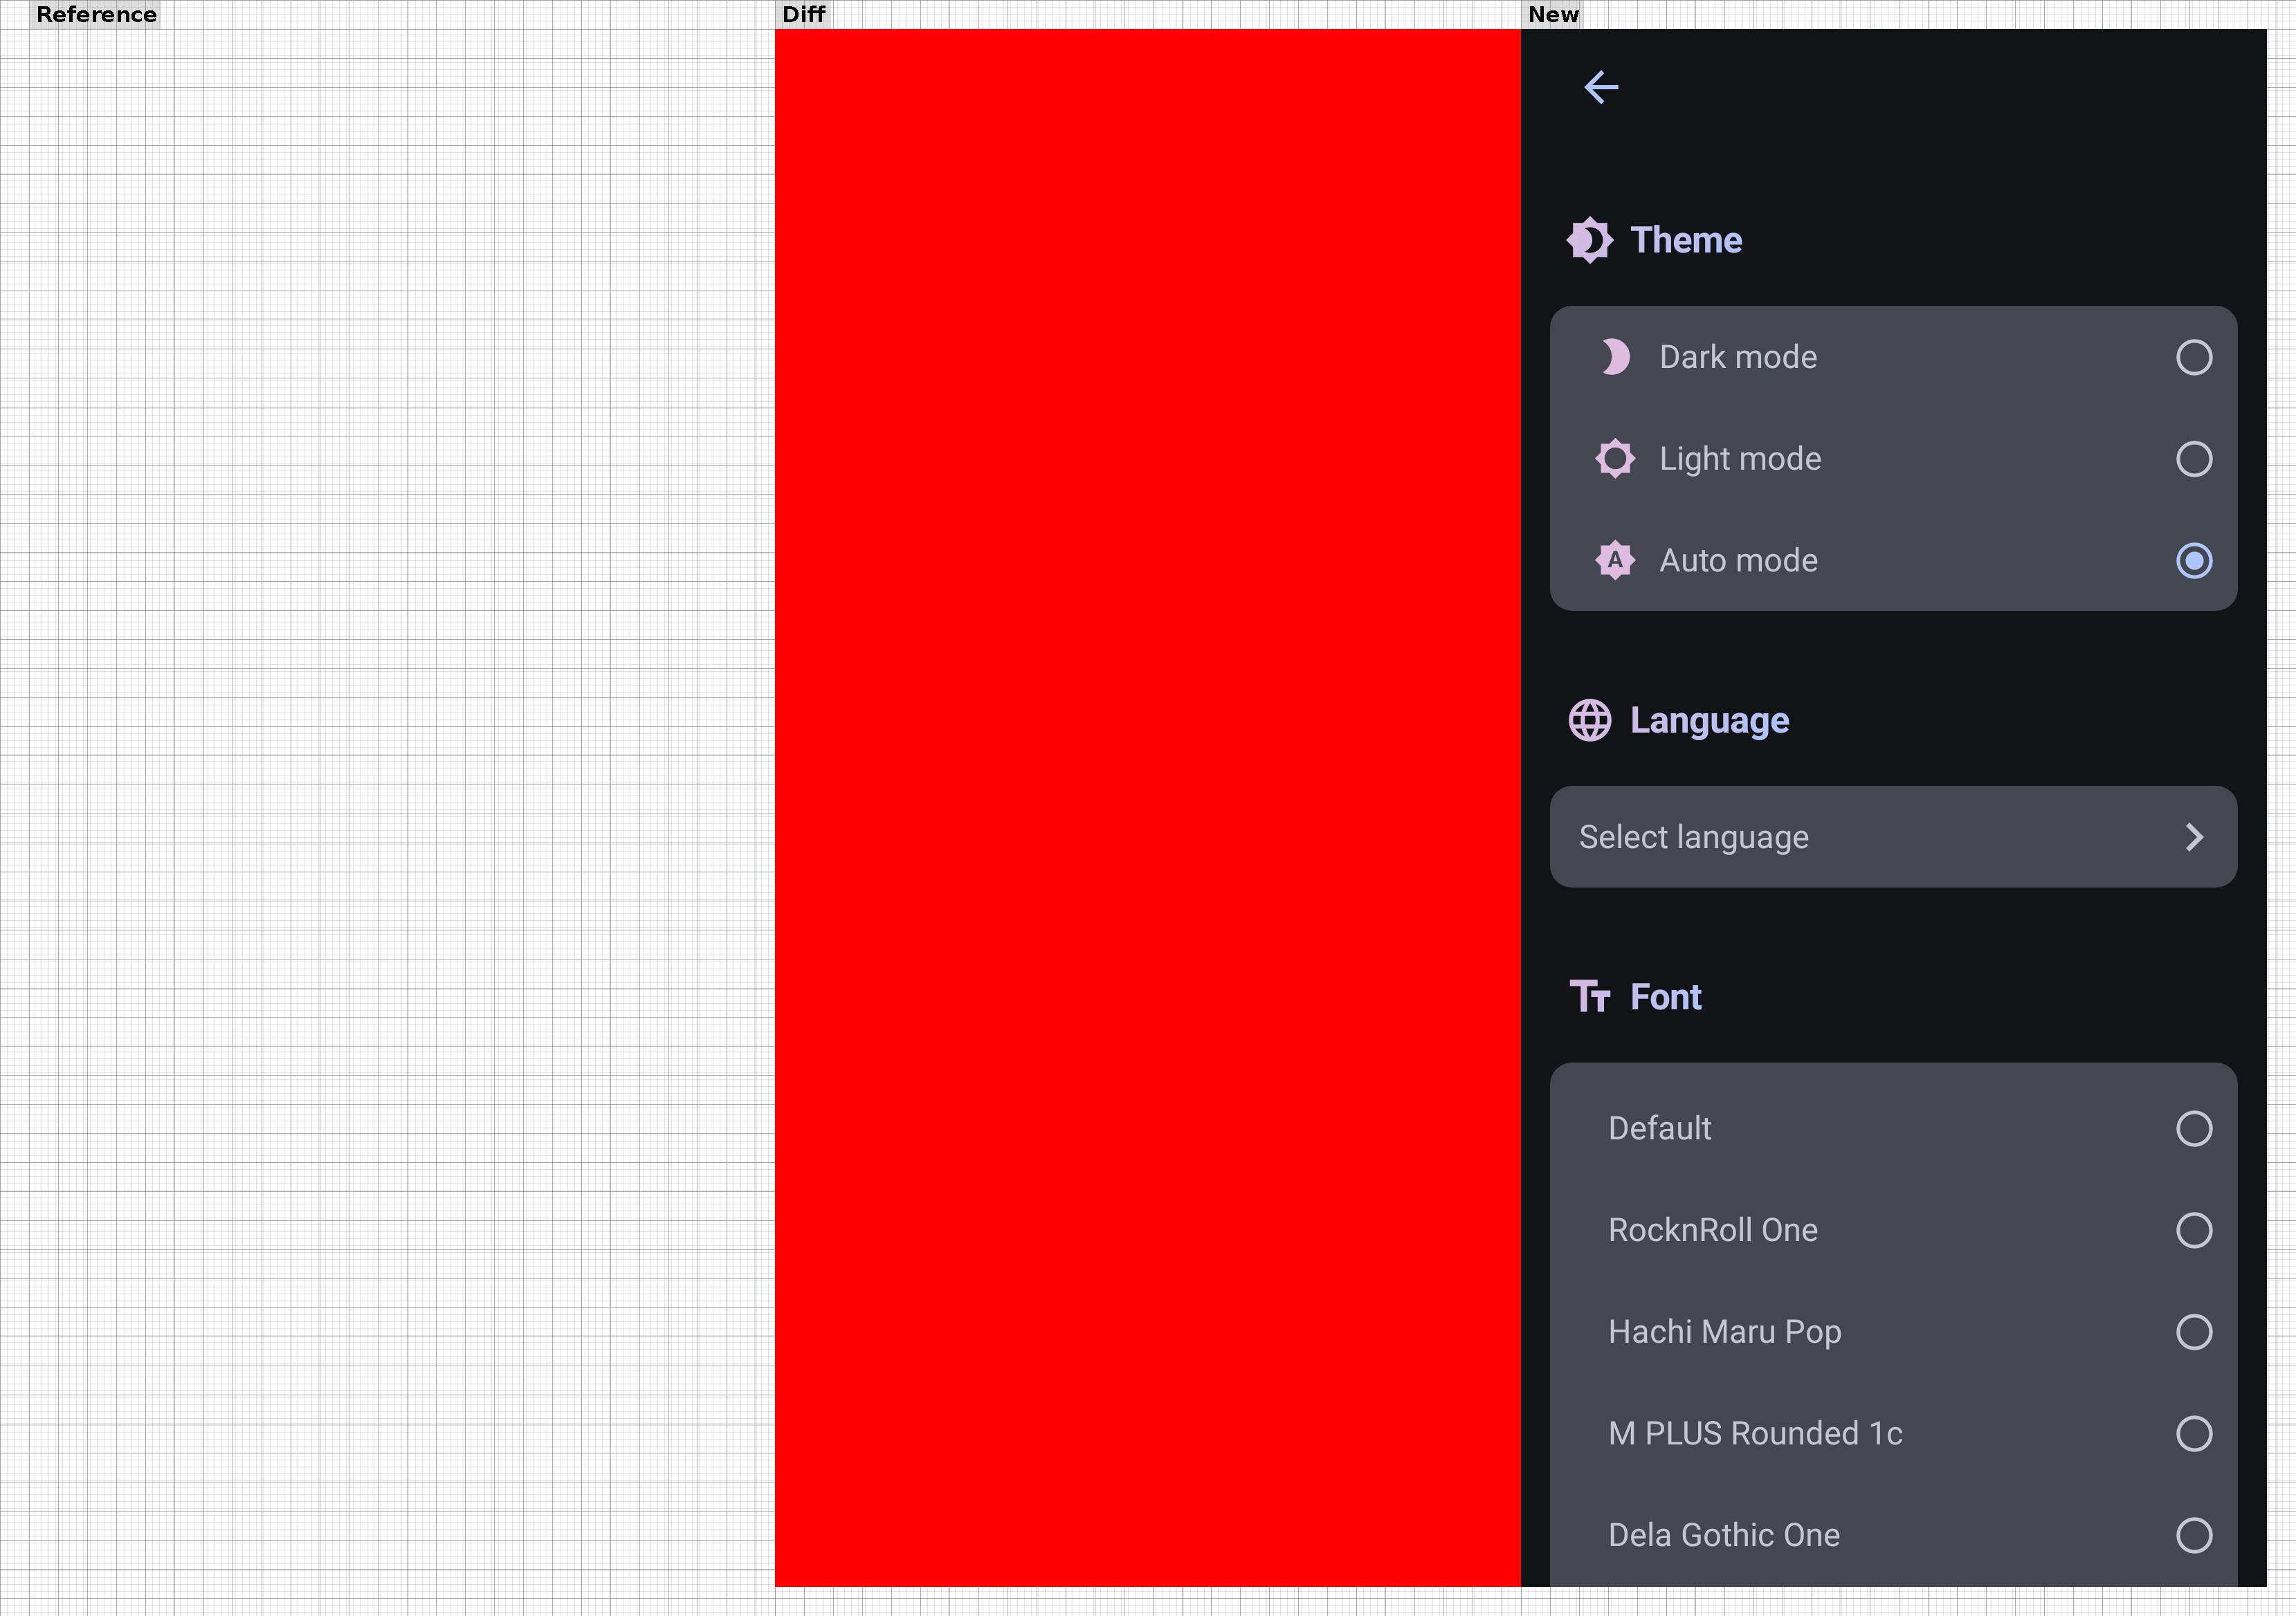 Reference
Diff
New
Theme
Dark mode
Light mode
A
Auto mode
Language
Select language
Tт Font
Default
RocknRoll One
Hachi Maru Pop
M PLUS Rounded 1c
Dela Gothic One